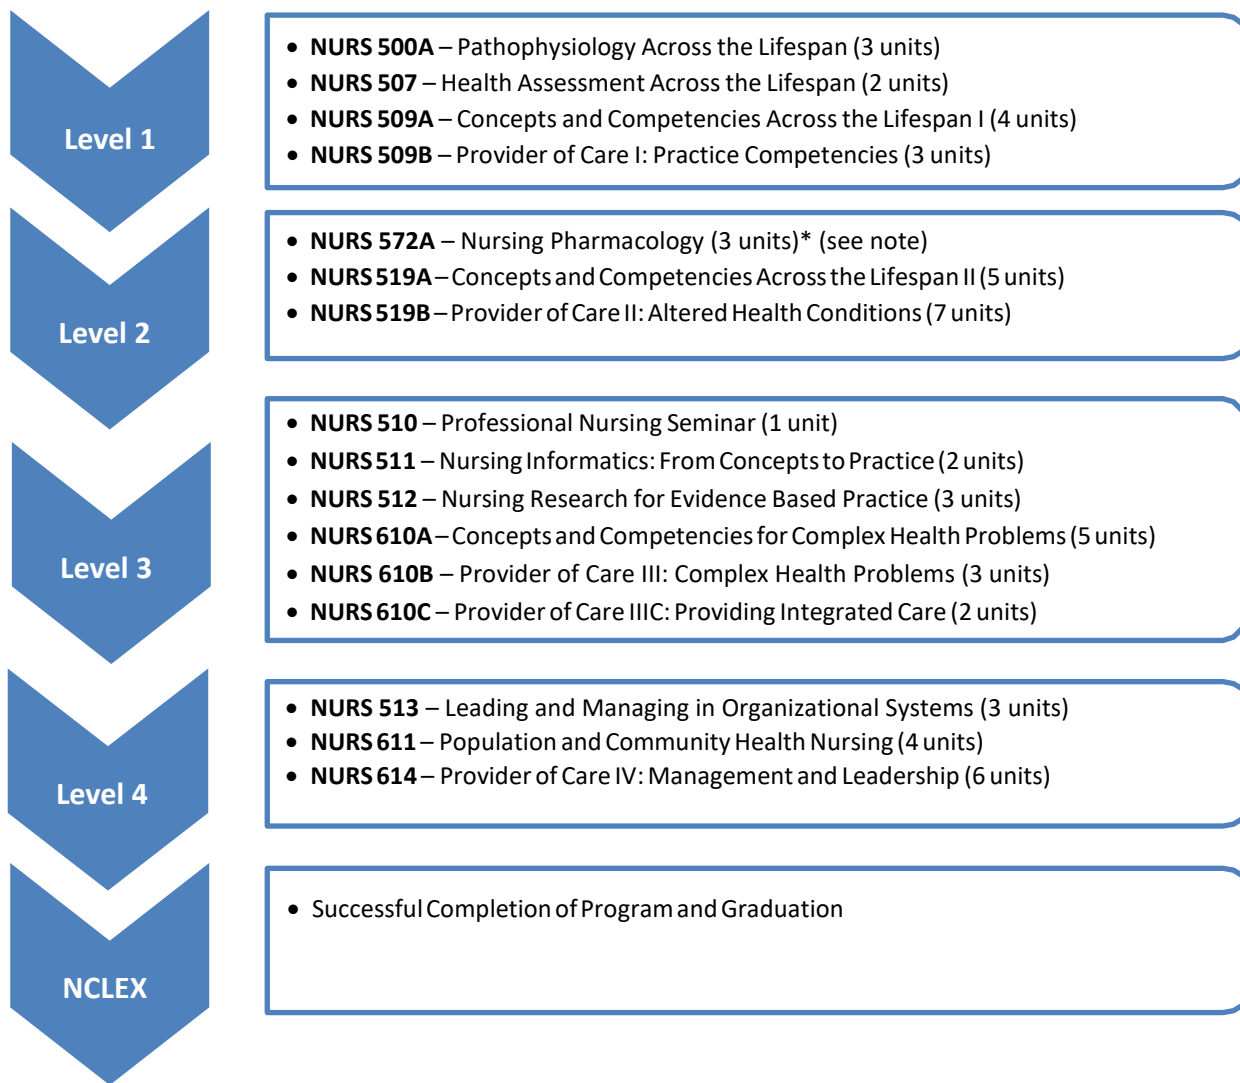 Level 1
• NURS 500A – Pathophysiology Across the Lifespan (3 units)
• NURS 507 – Health Assessment Across the Lifespan (2 units)
• NURS 509A – Concepts and Competencies Across the Lifespan I (4 units)
• NURS 509B – Provider of Care I: Practice Competencies (3 units)
Level 2
• NURS 572A – Nursing Pharmacology (3 units)* (see note)
• NURS 519A – Concepts and Competencies Across the Lifespan II (5 units)
• NURS 519B – Provider of Care II: Altered Health Conditions (7 units)
Level 3
• NURS 510 – Professional Nursing Seminar (1 unit)
• NURS 511 – Nursing Informatics: From Concepts to Practice (2 units)
• NURS 512 – Nursing Research for Evidence Based Practice (3 units)
• NURS 610A – Concepts and Competencies for Complex Health Problems (5 units)
• NURS 610B – Provider of Care III: Complex Health Problems (3 units)
• NURS 610C – Provider of Care IIIC: Providing Integrated Care (2 units)
Level 4
• NURS 513 – Leading and Managing in Organizational Systems (3 units)
• NURS 611 – Population and Community Health Nursing (4 units)
• NURS 614 – Provider of Care IV: Management and Leadership (6 units)
NCLEX
• Successful Completion of Program and Graduation